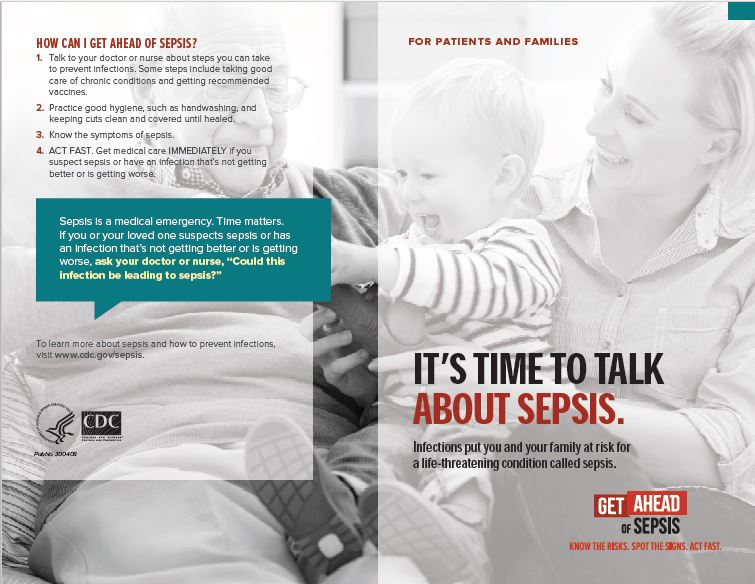 HOW CAN I GET AHEAD OF SEPSIS?
1. Talk to your doctor or nurse about steps you can take
to prevent infections. Some steps include taking good
care of chronic conditions and getting recommended
vaccines.
2. Practice good hygiene, such as handwashing, and
keeping cuts clean and covered until healed.
3. Know the symptoms of sepsis.
4. ACT FAST. Get medical care IMMEDIATELY if you
suspect sepsis or have an infection that's not getting
better or is getting worse.
Sepsis is a medical emergency. Time matters.
If you or your loved one suspects sepsis or has
an infection that's not getting better or is getting
worse, ask your doctor or nurse, “Could this
infection be leading to sepsis?”
To learn more about sepsis and how to prevent infections,
visit www.cdc.gov/sepsis.
CDC
FOR PATIENTS AND FAMILIES
IT'S TIME TO TALK
ABOUT SEPSIS.
Infections put you and your family at risk for
a life-threatening condition called sepsis.
GET AHEAD
OF SEPSIS
KNOW THE RISKS. SPOT THE SIGNS. ACT FAST.